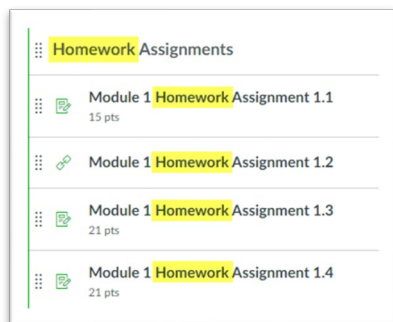 Homework Assignments
Module 1 Homework Assignment 1.1
15 pts
Module 1 Homework Assignment 1.2
Module 1 Homework Assignment 1.3
21 pts
Module 1 Homework Assignment 1.4
21 pts